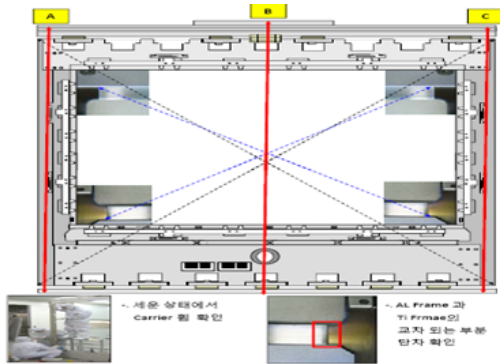 A
B
C
-. 세운 상태에서
Carrier 휨 확인
-. AL Frame 과
Ti Frmae의
교차 되는 부분
단차 확인